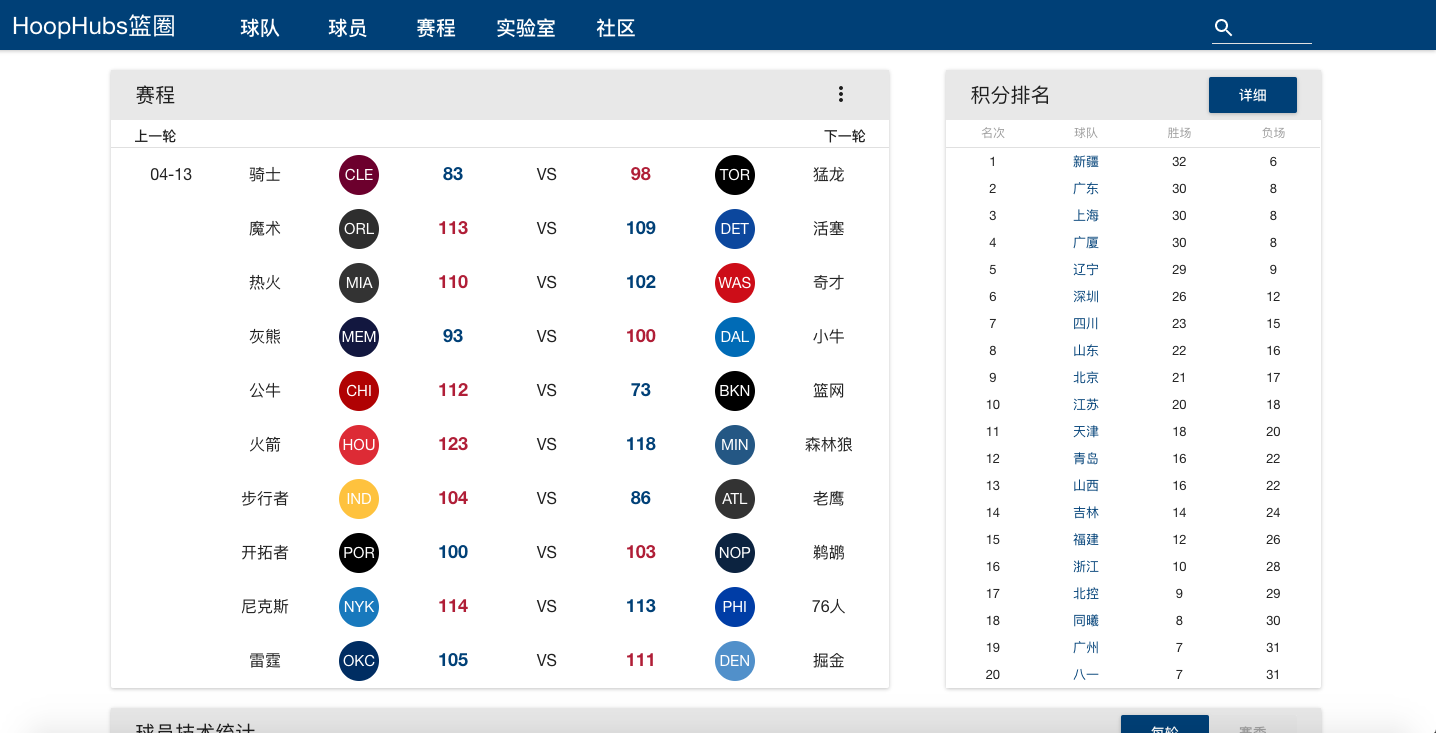 HoopHubs篮圈 球队 球员 赛程 实验室 社区
赛程
上一轮 下一轮
04-13 骑士 CLE 83 VS 98 TOR 猛龙
魔术 ORL 113 VS 109 DET 活塞
热火 MIA 110 VS 102 WAS 奇才
灰熊 MEM 93 VS 100 DAL 小牛
公牛 CHI 112 VS 73 BKN 篮网
火箭 HOU 123 VS 118 MIN 森林狼
步行者 IND 104 VS 86 ATL 老鹰
开拓者 POR 100 VS 103 NOP 鹈鹕
尼克斯 NYK 114 VS 113 PHI 76人
雷霆 OKC 105 VS 111 DEN 掘金
积分排名 详细
名次 球队 胜场 负场
1 新疆 32 6
2 广东 30 8
3 上海 30 8
4 广厦 30 8
5 辽宁 29 9
6 深圳 26 12
7 四川 23 15
8 山东 22 16
9 北京 21 17
10 江苏 20 18
11 天津 18 20
12 青岛 16 22
13 山西 16 22
14 吉林 14 24
15 福建 12 26
16 浙江 10 28
17 北控 9 29
18 同曦 8 30
19 广州 7 31
20 八一 7 31
球员技术统计 每轮 赛季